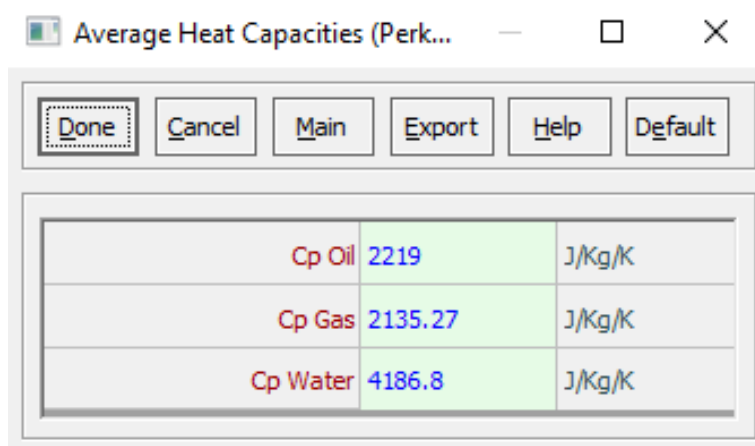 Average Heat Capacities (Perk...
Done Cancel Main Export Help Default
Cp Oil 2219 J/Kg/K
Cp Gas 2135.27 J/Kg/K
Cp Water 4186.8 J/Kg/K